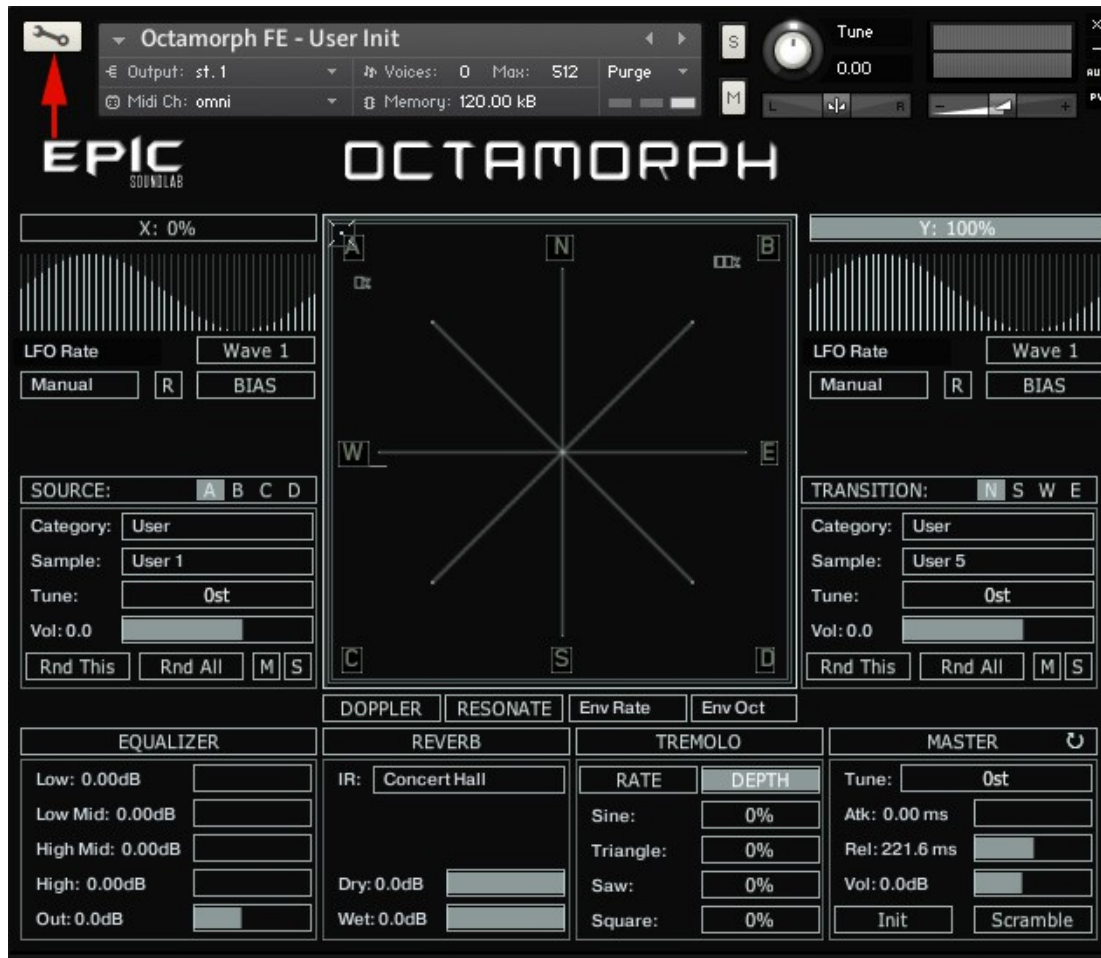 Octamorph FE - User Init
S
Tune
Output: st. 1
Voices: 0 Max: 512
Purge
0.00
AU
Midi Ch: omni
Memory: 120.00 kB
M
L
R
EPIC
SOUNDLAB
OCTAMORPH
X: 0%
LFO Rate
Wave 1
Manual
R
BIAS
SOURCE:
A B C D
Category: User
Sample: User 1
Tune: 0st
Vol: 0.0
Rnd This
Rnd All
M
S
A
N
B
0%
100%
W
E
C
S
D
DOPPLER
RESONATE
Env Rate
Env Oct
Y: 100%
LFO Rate
Wave 1
Manual
R
BIAS
TRANSITION:
N S W E
Category: User
Sample: User 5
Tune: 0st
Vol: 0.0
Rnd This
Rnd All
M
S
EQUALIZER
Low: 0.00dB
Low Mid: 0.00dB
High Mid: 0.00dB
High: 0.00dB
Out: 0.0dB
REVERB
IR: Concert Hall
Dry: 0.0dB
Wet: 0.0dB
TREMOLO
RATE
DEPTH
Sine: 0%
Triangle: 0%
Saw: 0%
Square: 0%
MASTER
Tune: 0st
Atk: 0.00 ms
Rel: 221.6 ms
Vol: 0.0dB
Init
Scramble